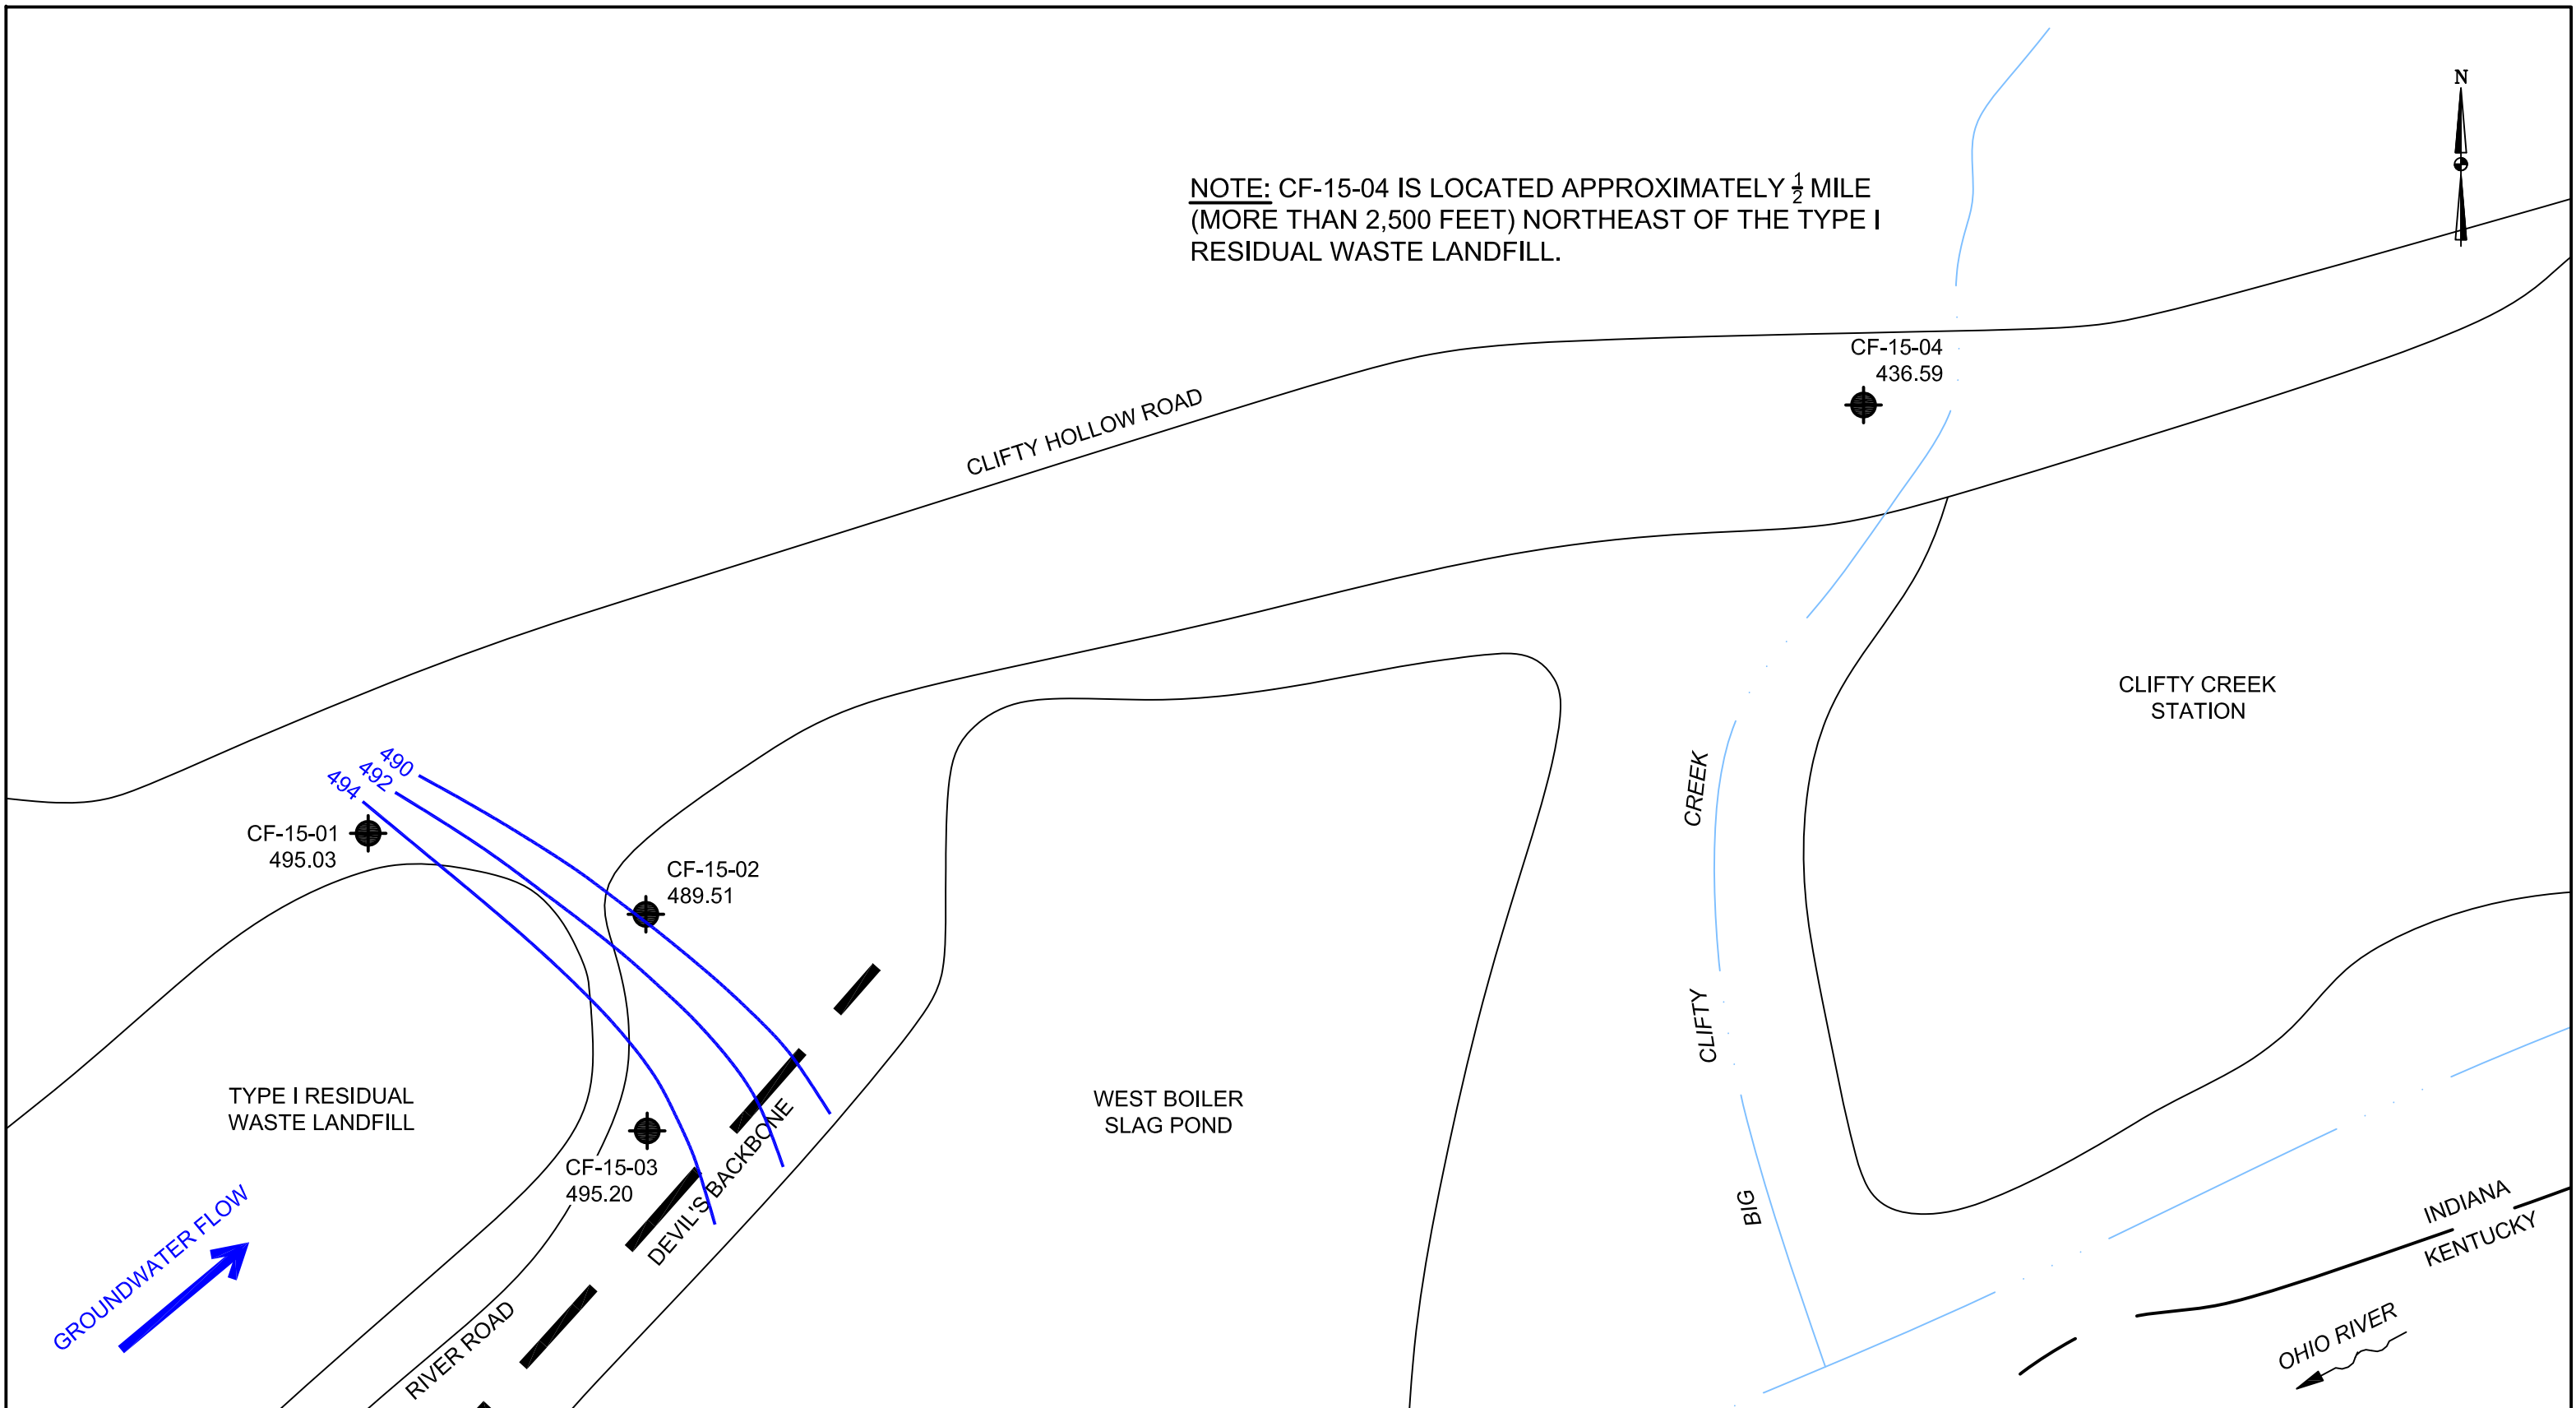 N
NOTE: CF-15-04 IS LOCATED APPROXIMATELY 1/2 MILE
(MORE THAN 2,500 FEET) NORTHEAST OF THE TYPE I
RESIDUAL WASTE LANDFILL.
CF-15-04
436.59
CLIFTY HOLLOW ROAD
CLIFTY CREEK
STATION
490
492
494
CF-15-01
495.03
CF-15-02
489.51
TYPE I RESIDUAL
WASTE LANDFILL
WEST BOILER
SLAG POND
BIG CLIFTY CREEK
CF-15-03
495.20
DEVIL'S BACKBONE
GROUNDWATER FLOW
RIVER ROAD
INDIANA
KENTUCKY
OHIO RIVER